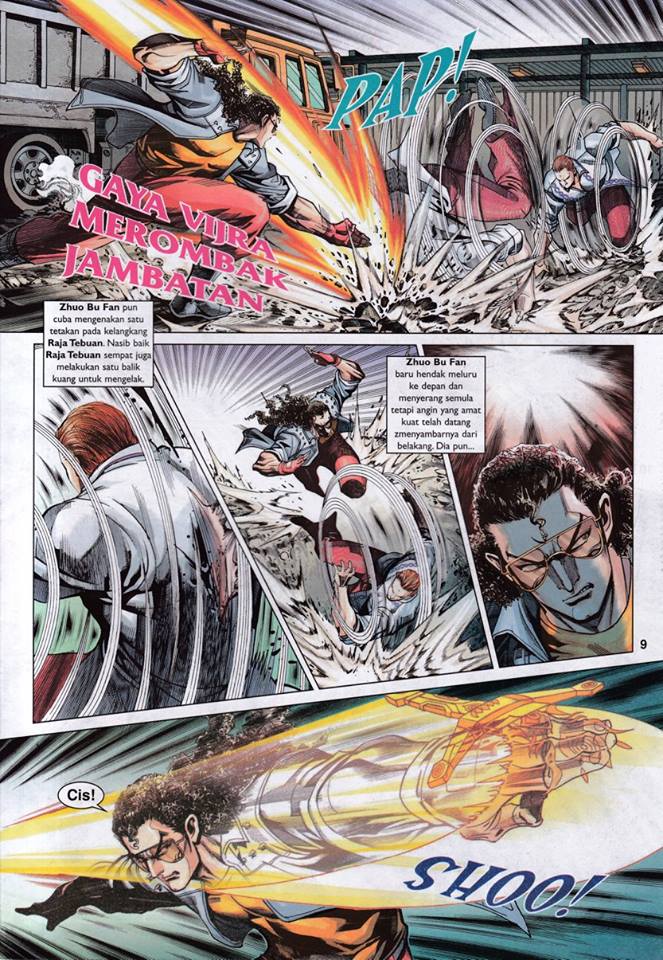 PAP!
GAYA VIJRA
MEROMBAK
JAMBATAN
Zhuo Bu Fan pun
cuba mengenakan satu
tetakan pada kelangkang
Raja Tebuan. Nasib baik
Raja Tebuan sempat juga
melakukan satu balik
kuang untuk mengelak.
Zhuo Bu Fan
baru hendak meluru
ke depan dan
menyerang semula
tetapi angin yang amat
kuat telah datang
zmenyambarnya dari
belakang. Dia pun...
9
Cis!
SHOO!